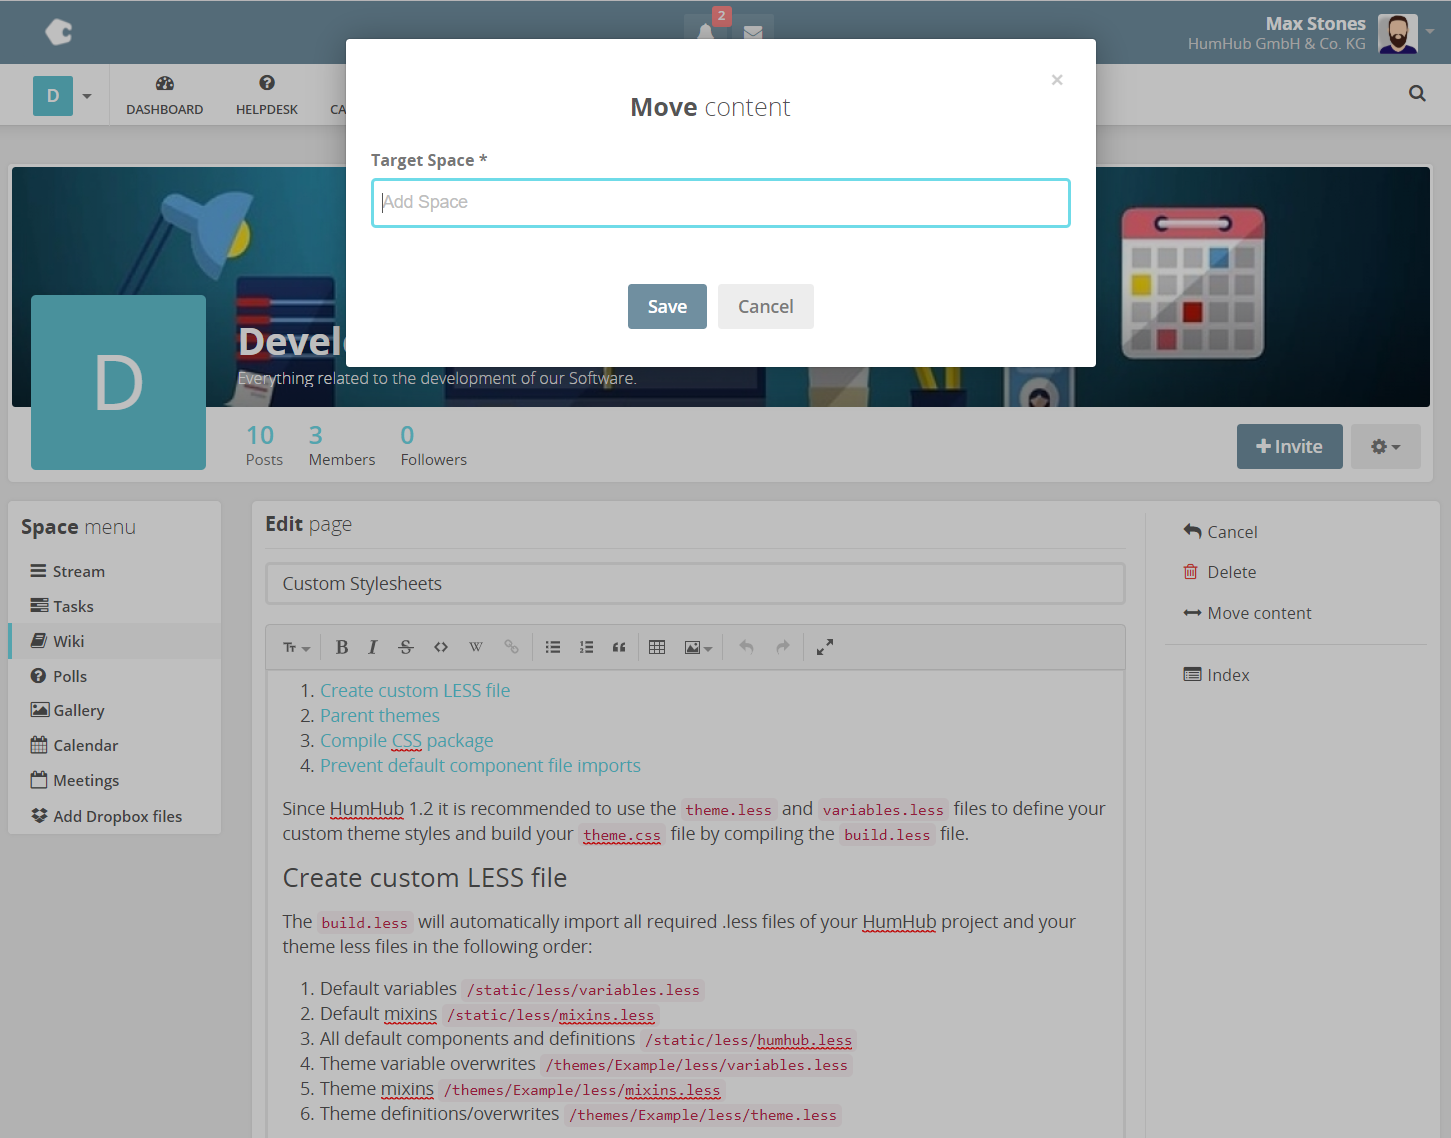 2
Max Stones
HumHub GmbH & Co. KG
D
DASHBOARD
HELPDESK
CA
×
Move content
Target Space *
Add Space
Save
Cancel
D
Devel
Everything related to the development of our Software.
10
Posts
3
Members
0
Followers
Invite
Space menu
Stream
Tasks
Wiki
Polls
Gallery
Calendar
Meetings
Add Dropbox files
Edit page
Custom Stylesheets
1. Create custom LESS file
2. Parent themes
3. Compile CSS package
4. Prevent default component file imports
Since HumHub 1.2 it is recommended to use the theme.less and variables.less files to define your
custom theme styles and build your theme.css file by compiling the build.less file.
Create custom LESS file
The build.less will automatically import all required .less files of your HumHub project and your
theme less files in the following order:
1. Default variables /static/less/variables.less
2. Default mixins /static/less/mixins.less
3. All default components and definitions /static/less/humhub.less
4. Theme variable overwrites /themes/Example/less/variables.less
5. Theme mixins /themes/Example/less/mixins.less
6. Theme definitions/overwrites /themes/Example/less/theme.less
Cancel
Delete
Move content
Index